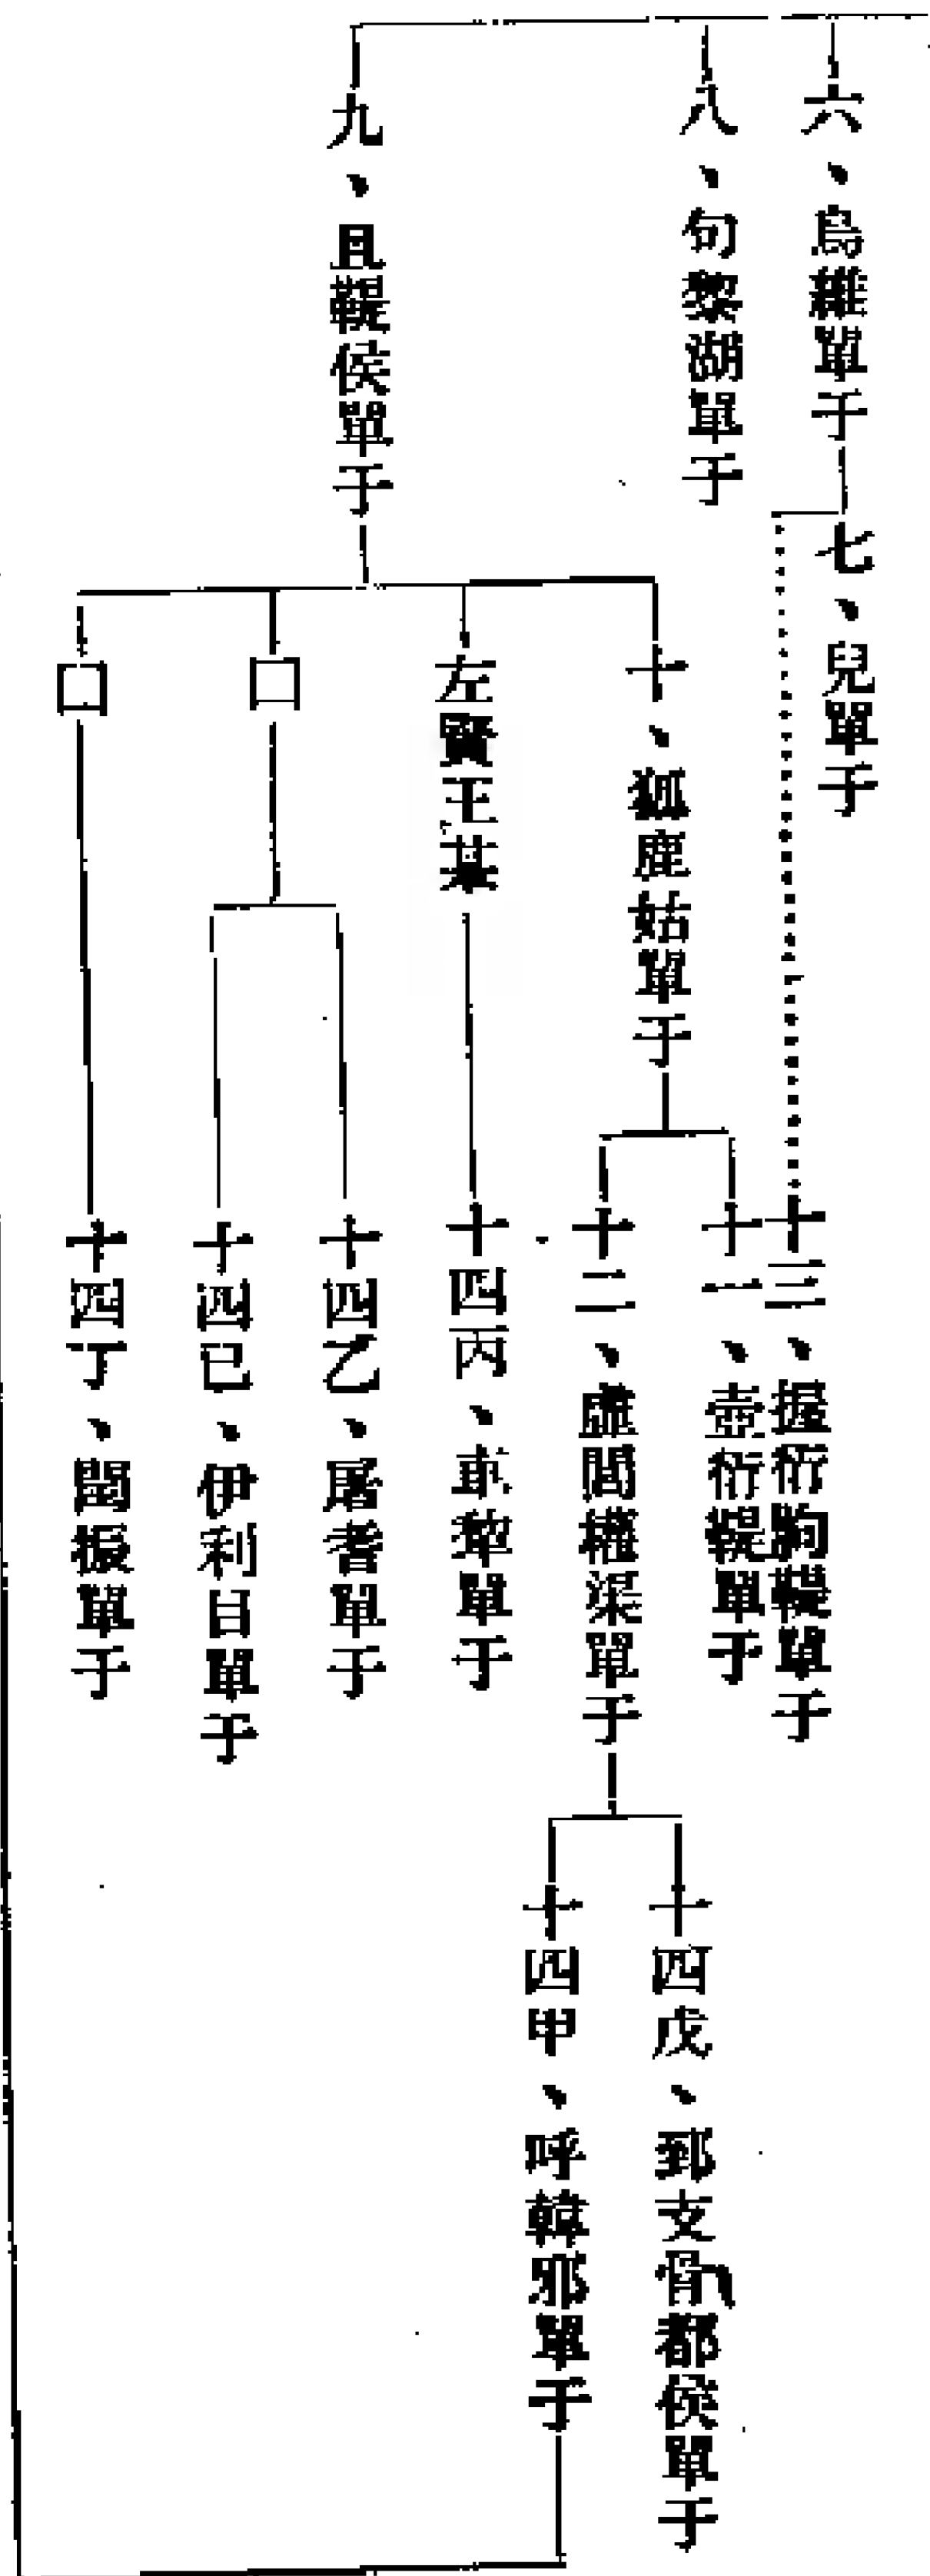 六、烏維單于
七、兒單于
八、句黎湖單于
九、且鞮侯單于
十、狐鹿姑單于
左賢王某
□
□
十三、握衍朐鞮單于
十一、壺衍鞮單于
十二、虛閭權渠單于
十四丙、車犂單于
十四乙、屠耆單于
十四己、伊利目單于
十四丁、閏振單于
十四戊、郅支骨都侯單于
十四甲、呼韓邪單于